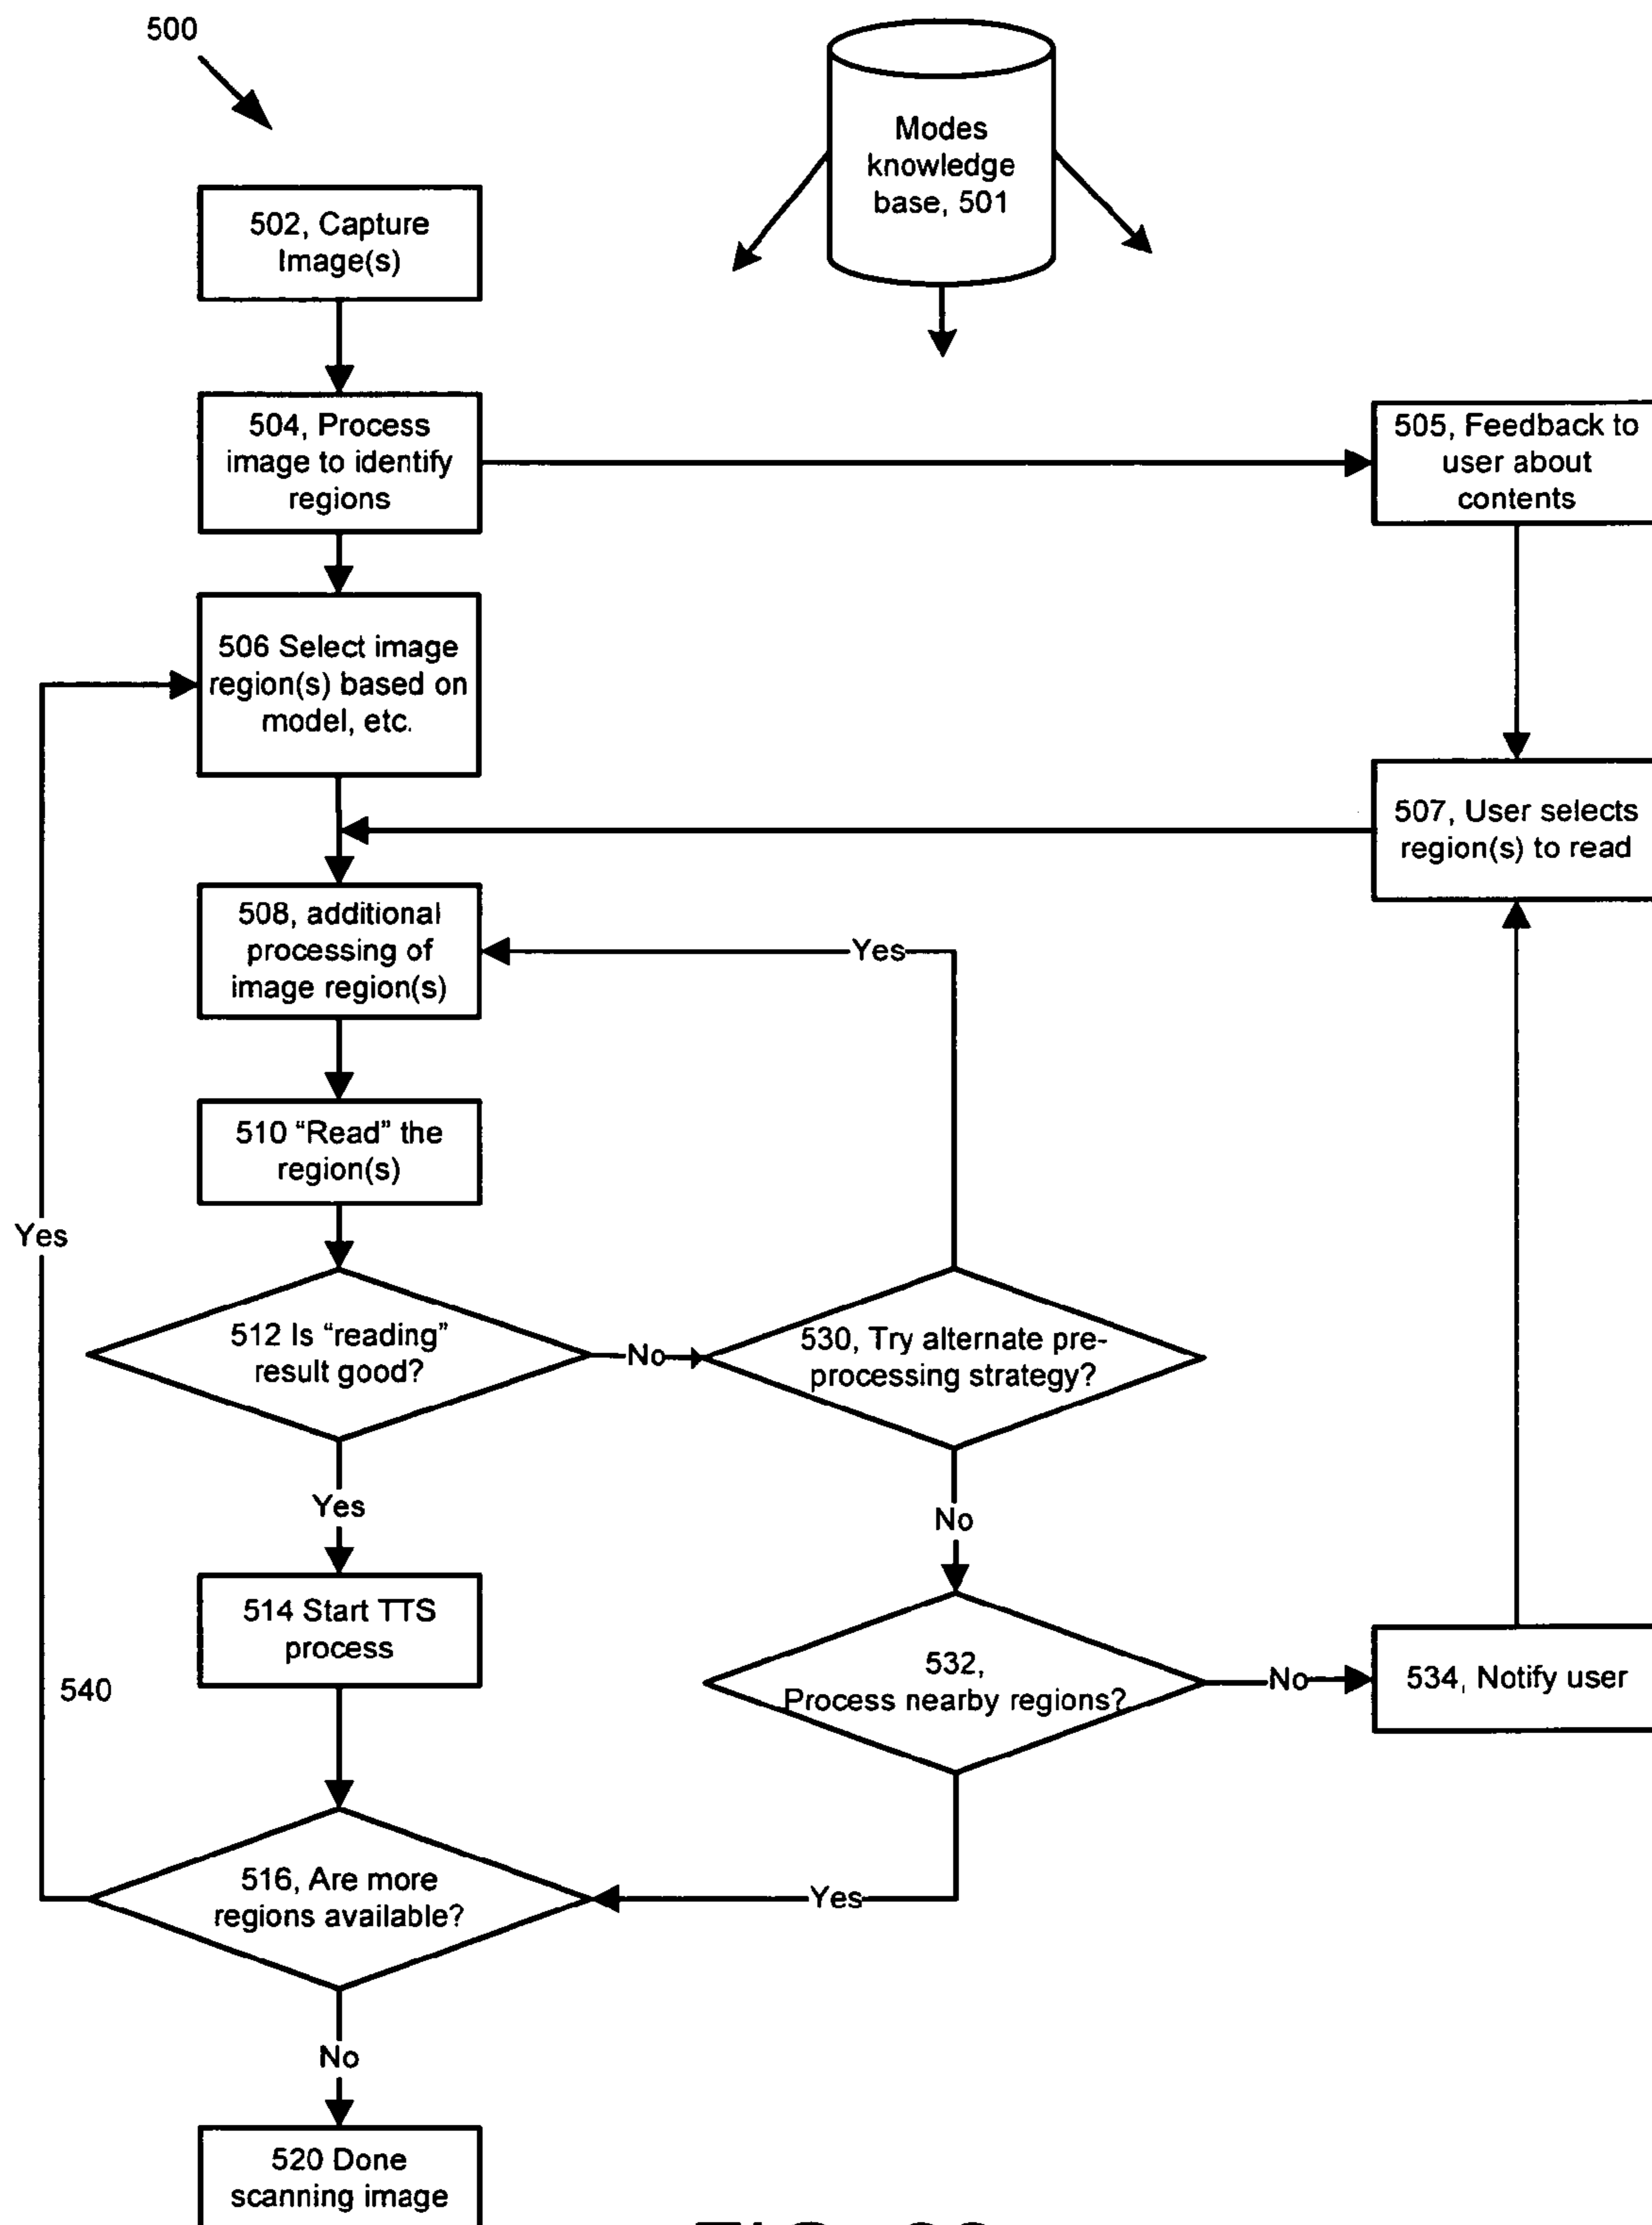 500
Modes
knowledge
base, 501
502, Capture
Image(s)
504, Process
image to identify
regions
505, Feedback to
user about
contents
506 Select image
region(s) based on
model, etc.
507, User selects
region(s) to read
508, additional
processing of
image region(s)
Yes
510 “Read” the
region(s)
Yes
512 Is “reading”
result good?
No
530, Try alternate pre-
processing strategy?
Yes
No
514 Start TTS
process
532,
Process nearby regions?
No
534, Notify user
540
516, Are more
regions available?
Yes
No
520 Done
scanning image